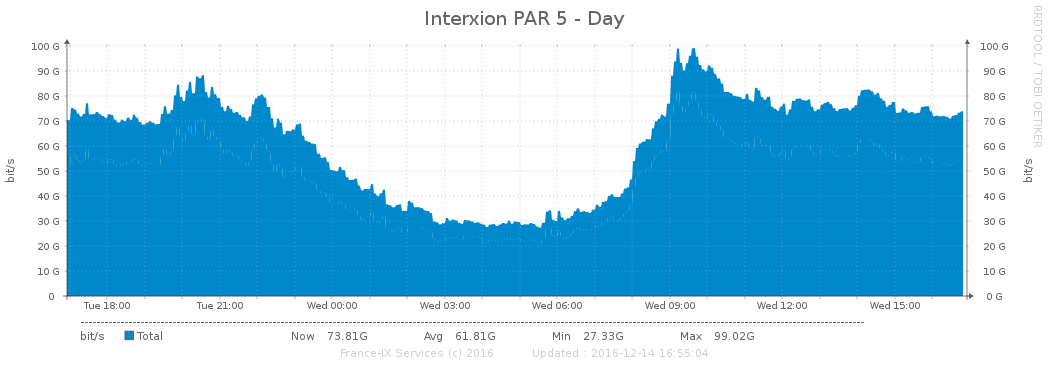 Interxion PAR 5 - Day
RRDTOOL / TOBI OETIKER
100 G 100 G
90 G 90 G
80 G 80 G
70 G 70 G
60 G 60 G
50 G 50 G
40 G 40 G
30 G 30 G
20 G 20 G
10 G 10 G
0 0 G
bit/s bit/s
Tue 18:00 Tue 21:00 Wed 00:00 Wed 03:00 Wed 06:00 Wed 09:00 Wed 12:00 Wed 15:00
bit/s Total Now 73.81G Avg 61.81G Min 27.33G Max 99.02G
France-IX Services (c) 2016 Updated : 2016-12-14 16:55:04